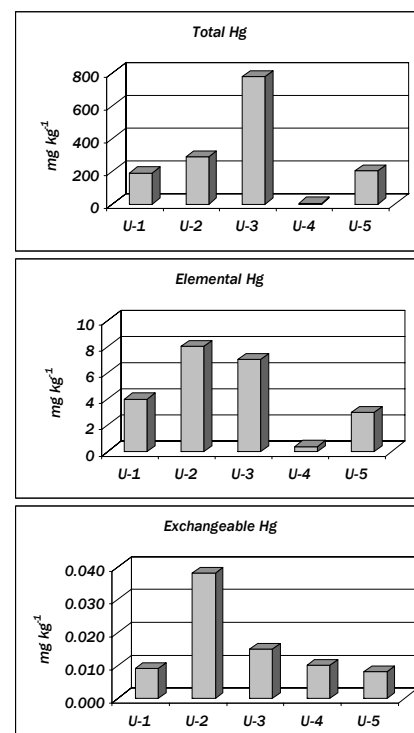 Total Hg
800
600
400
200
0
mg kg-1
U-1 U-2 U-3 U-4 U-5
Elemental Hg
10
8
6
4
2
0
mg kg-1
U-1 U-2 U-3 U-4 U-5
Exchangeable Hg
0.040
0.030
0.020
0.010
0.000
mg kg-1
U-1 U-2 U-3 U-4 U-5